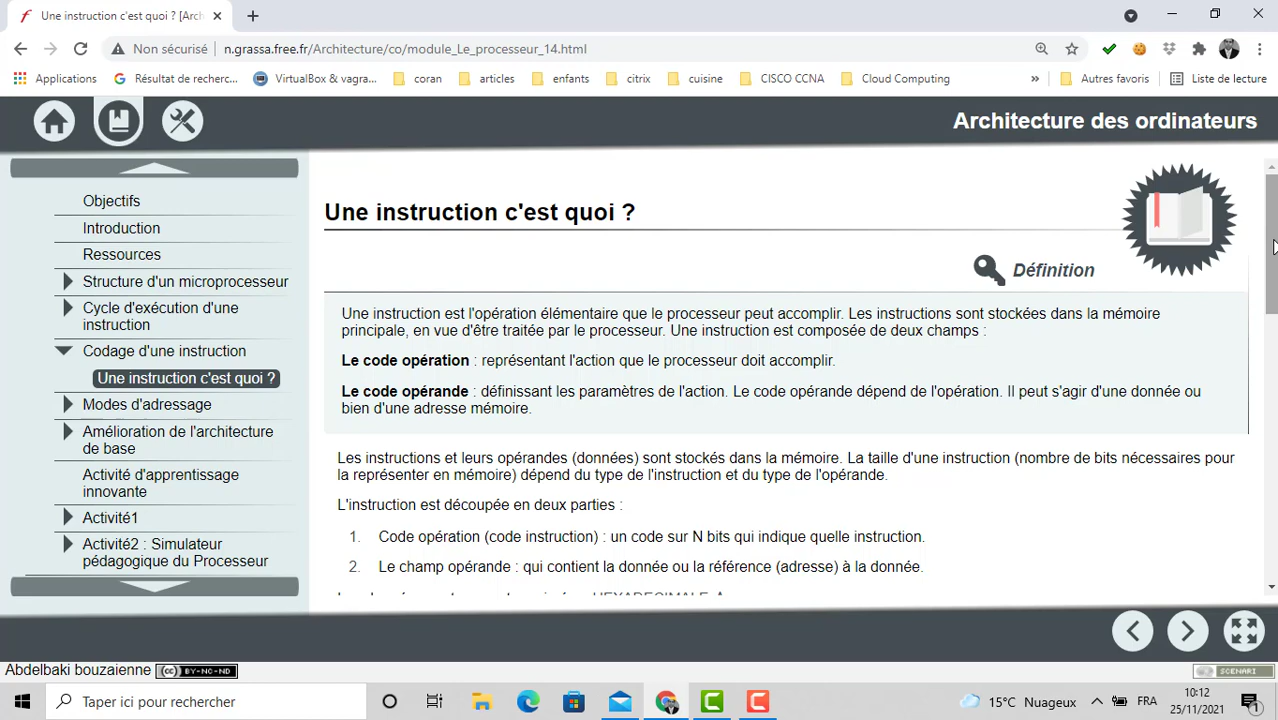 Une instruction c'est quoi ? [Arch
Non sécurisé
n.grassa.free.fr/Architecture/co/module_Le_processeur_14.html
Applications
Résultat de recherc...
VirtualBox & vagra...
coran
articles
enfants
citrix
cuisine
CISCO CCNA
Cloud Computing
»
Autres favoris
Liste de lecture
Architecture des ordinateurs
Objectifs
Introduction
Ressources
Structure d'un microprocesseur
Cycle d'exécution d'une
instruction
Codage d'une instruction
Une instruction c'est quoi ?
Modes d'adressage
Amélioration de l'architecture
de base
Activité d'apprentissage
innovante
Activité1
Activité2 : Simulateur
pédagogique du Processeur
Une instruction c'est quoi ?
Définition
Une instruction est l'opération élémentaire que le processeur peut accomplir. Les instructions sont stockées dans la mémoire
principale, en vue d'être traitée par le processeur. Une instruction est composée de deux champs :
Le code opération : représentant l'action que le processeur doit accomplir.
Le code opérande : définissant les paramètres de l'action. Le code opérande dépend de l'opération. Il peut s'agir d'une donnée ou
bien d'une adresse mémoire.
Les instructions et leurs opérandes (données) sont stockés dans la mémoire. La taille d'une instruction (nombre de bits nécessaires pour
la représenter en mémoire) dépend du type de l'instruction et du type de l'opérande.
L'instruction est découpée en deux parties :
1. Code opération (code instruction) : un code sur N bits qui indique quelle instruction.
2. Le champ opérande : qui contient la donnée ou la référence (adresse) à la donnée.
Abdelbaki bouzaienne
(cc) BY-NC-ND
SCENARI
Taper ici pour rechercher
15°C Nuageux
FRA
10:12
25/11/2021
1